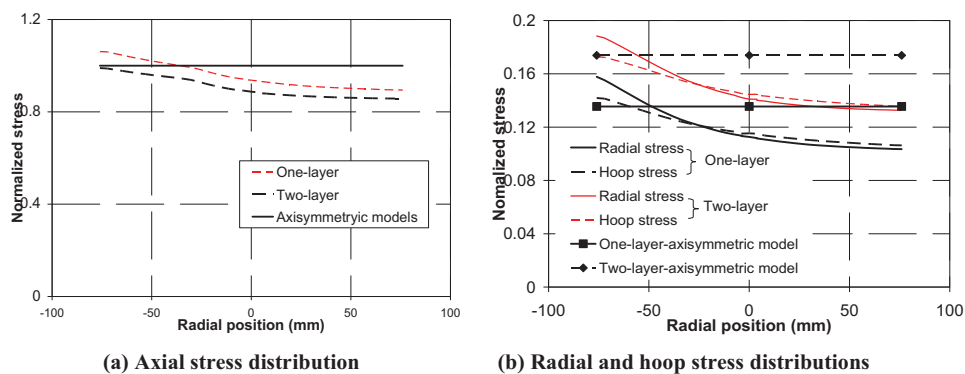 1.2
0.8
0.4
0
Normalized stress
-100
-50
0
50
100
Radial position (mm)
One-layer
Two-layer
Axisymmetryic models
(a) Axial stress distribution
0.2
0.16
0.12
0.08
0.04
0
Nomalized stress
-100
-50
0
50
100
Radial position (mm)
Radial stress
Hoop stress
One-layer
Radial stress
Hoop stress
Two-layer
One-layer-axisymmetric model
Two-layer-axisymmetric model
(b) Radial and hoop stress distributions